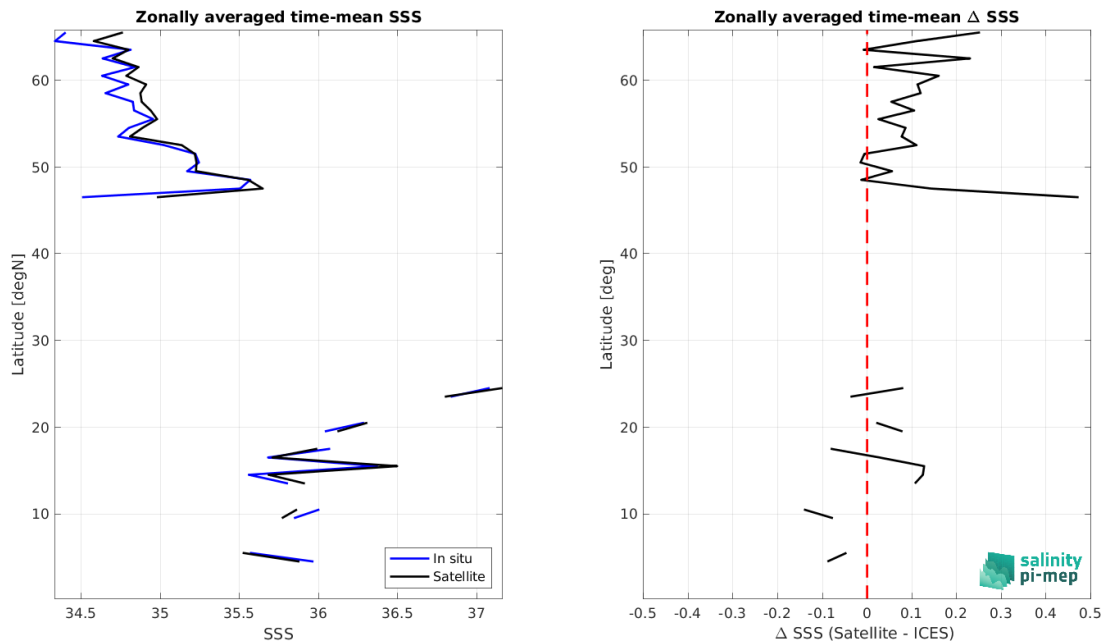 Zonally averaged time-mean SSS
60
50
40
30
20
10
Latitude [degN]
34.5 35 35.5 36 36.5 37
SSS
In situ
Satellite
Zonally averaged time-mean Δ SSS
60
50
40
30
20
10
Latitude [deg]
-0.5 -0.4 -0.3 -0.2 -0.1 0 0.1 0.2 0.3 0.4 0.5
Δ SSS (Satellite - ICES)
salinity
pi-mep